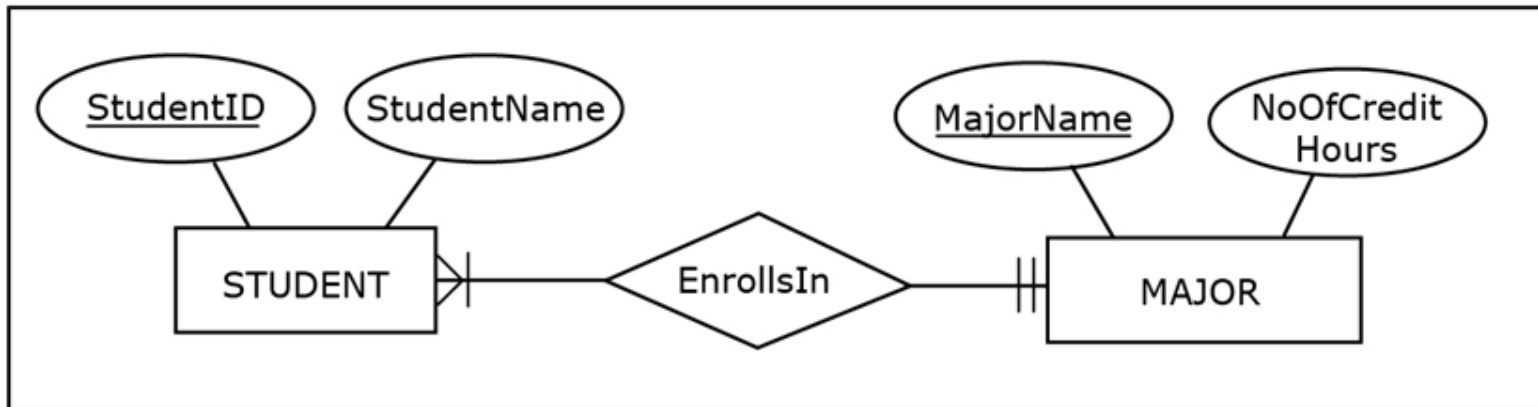 StudentID
StudentName
MajorName
NoOfCredit
Hours
STUDENT
EnrollsIn
MAJOR